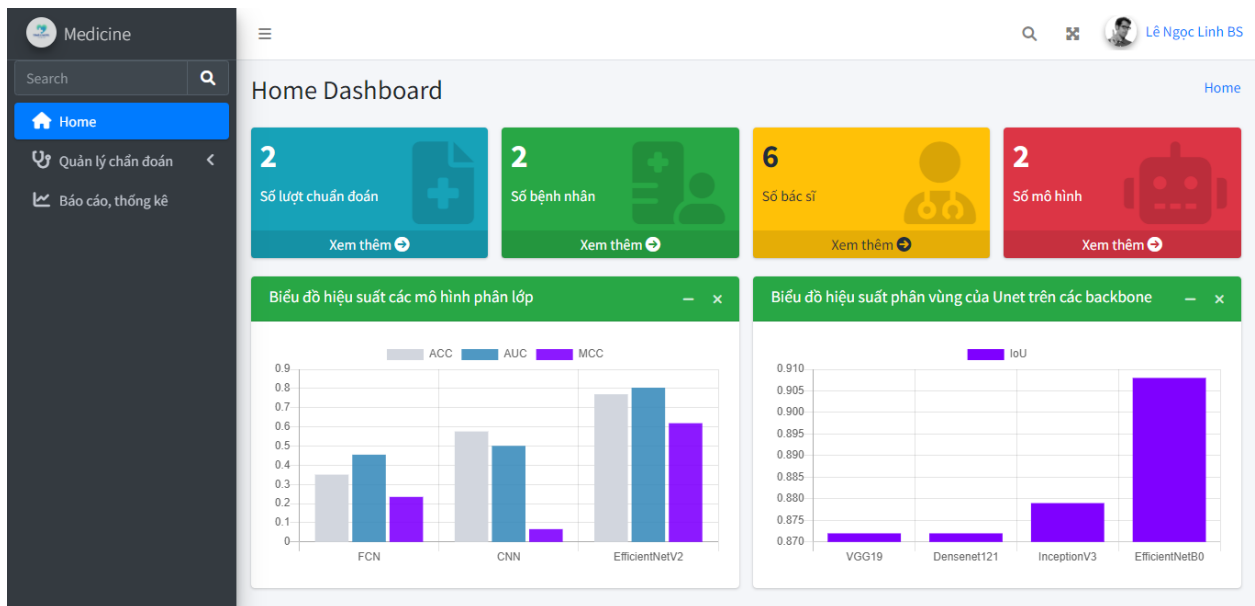 Medicine
Lê Ngọc Linh BS
Search
Home Dashboard
Home
Home
Quản lý chẩn đoán
Báo cáo, thống kê
2
Số lượt chuẩn đoán
Xem thêm
2
Số bệnh nhân
Xem thêm
6
Số bác sĩ
Xem thêm
2
Số mô hình
Xem thêm
Biểu đồ hiệu suất các mô hình phân lớp
ACC AUC MCC
0.9
0.8
0.7
0.6
0.5
0.4
0.3
0.2
0.1
0
FCN CNN EfficientNetV2
Biểu đồ hiệu suất phân vùng của Unet trên các backbone
IoU
0.910
0.905
0.900
0.895
0.890
0.885
0.880
0.875
0.870
VGG19 Densenet121 InceptionV3 EfficientNetB0